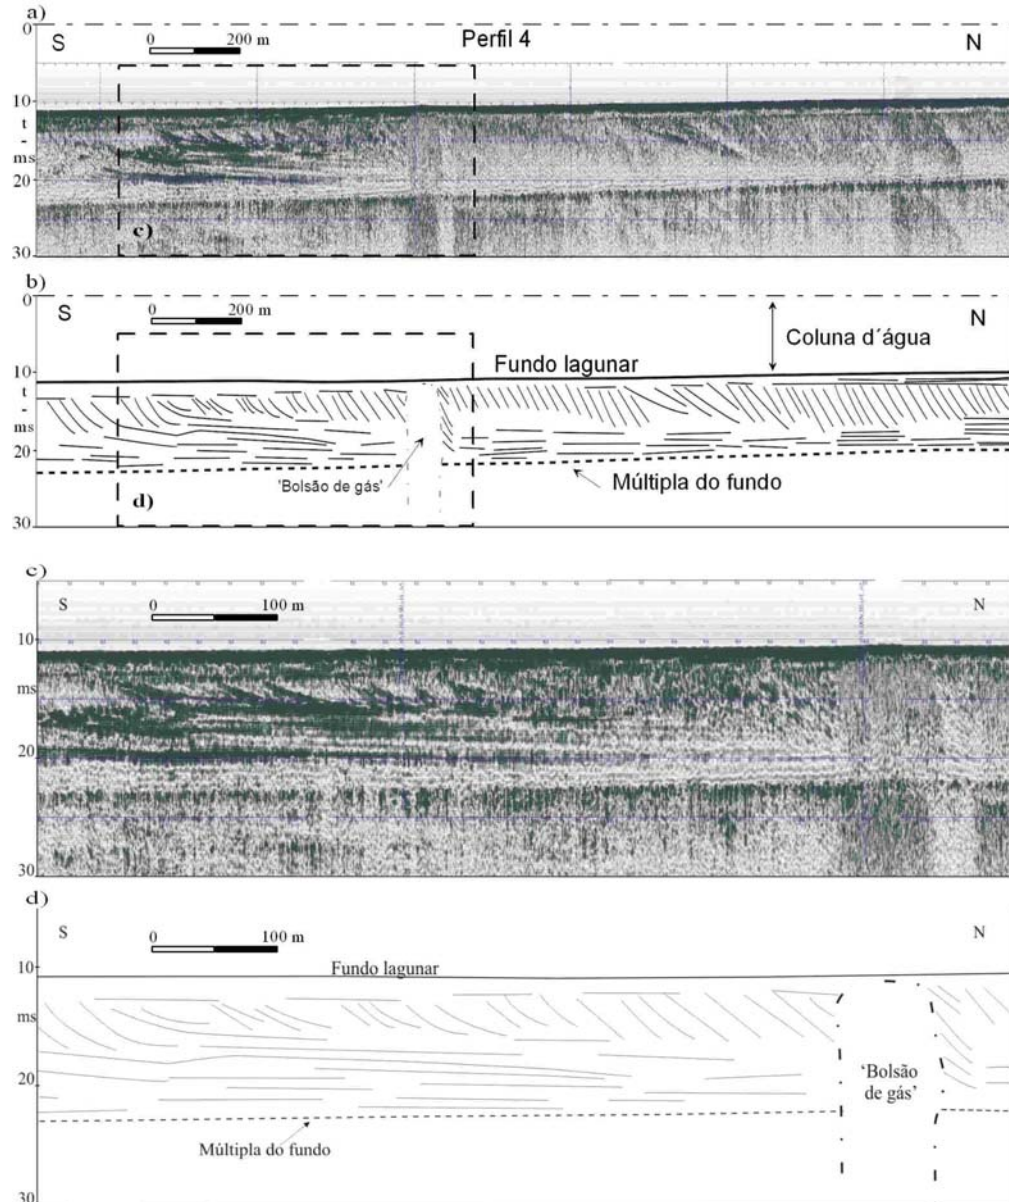 a)
0
S
0 200 m
Perfil 4
N
10
t
-
ms
20
c)
30
b)
0
S
0 200 m
N
Coluna d´água
10
Fundo lagunar
t
-
ms
20
'Bolsão de gás'
Múltipla do fundo
d)
30
c)
S
0 100 m
N
10
ms
20
30
d)
S
0 100 m
N
10
Fundo lagunar
ms
20
'Bolsão
de gás'
Múltipla do fundo
30